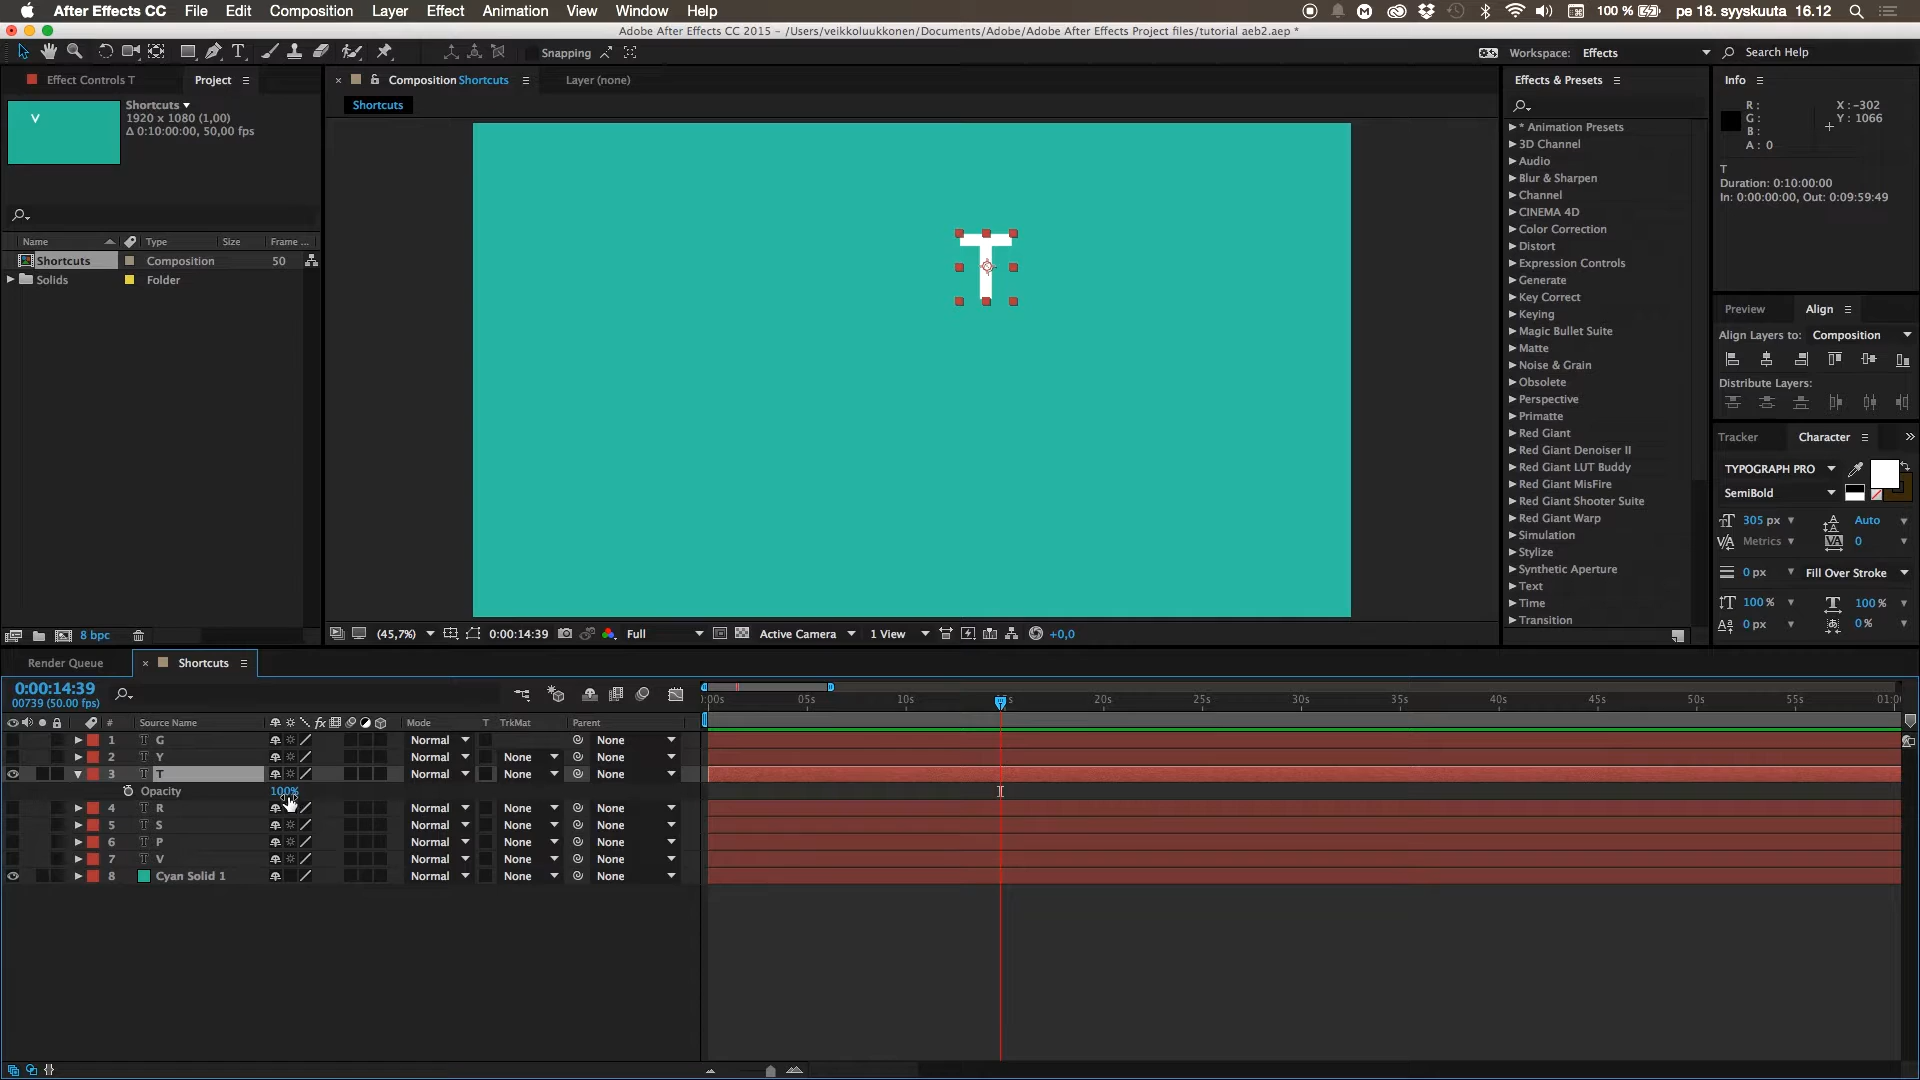 After Effects CC File Edit Composition Layer Effect Animation View Window Help 100 % pe 18. syyskuuta 16.12
Adobe After Effects CC 2015 - /Users/veikkoluukkonen/Documents/Adobe/Adobe After Effects Project files/tutorial aeb2.aep *
Snapping Workspace: Effects Search Help
Effect Controls T Project Composition Shortcuts Layer (none) Effects & Presets Info
Shortcuts
1920 x 1080 (1,00)
Δ 0:10:00:00, 50,00 fps
V
Shortcuts
Name Type Size Frame ...
Shortcuts Composition 50
Solids Folder
8 bpc
T
(45,7%) 0:00:14:39 Full Active Camera 1 View +0,0
* Animation Presets
3D Channel
Audio
Blur & Sharpen
Channel
CINEMA 4D
Color Correction
Distort
Expression Controls
Generate
Key Correct
Keying
Magic Bullet Suite
Matte
Noise & Grain
Obsolete
Perspective
Primatte
Red Giant
Red Giant Denoiser II
Red Giant LUT Buddy
Red Giant MisFire
Red Giant Shooter Suite
Red Giant Warp
Simulation
Stylize
Synthetic Aperture
Text
Time
Transition
R : X : -302
G : Y : 1066
B :
A : 0
T
Duration: 0:10:00:00
In: 0:00:00:00, Out: 0:09:59:49
Preview Align
Align Layers to: Composition
Distribute Layers:
Tracker Character
TYPOGRAPH PRO
SemiBold
305 px Auto
Metrics 0
0 px Fill Over Stroke
100 % 100 %
0 px 0 %
Render Queue Shortcuts
0:00:14:39
00739 (50.00 fps)
:00s 05s 10s 20s 25s 30s 35s 40s 45s 50s 55s 01:0
# Source Name fx Mode T TrkMat Parent
1 G Normal None
2 Y Normal None None
3 T Normal None None
Opacity 100%
4 R Normal None None
5 S Normal None None
6 P Normal None None
7 V Normal None None
8 Cyan Solid 1 Normal None None